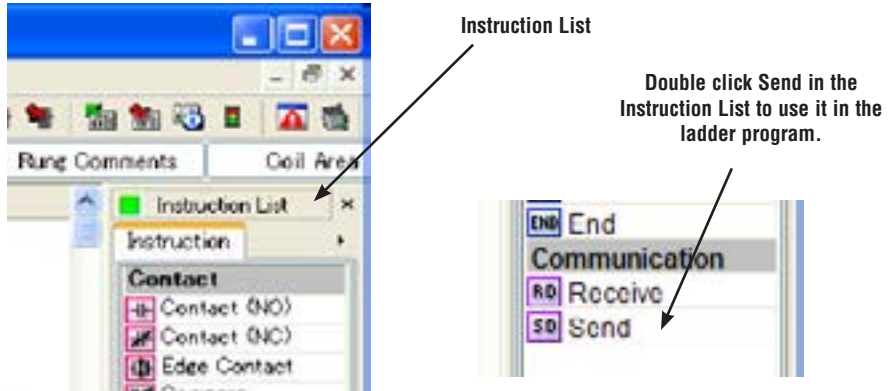 Instruction List
Double click Send in the
Instruction List to use it in the
ladder program.
Rung Comments
Coil Area
Instruction List
Instruction
Contact
Contact (NO)
Contact (NC)
Edge Contact
END End
Communication
RD Receive
SD Send